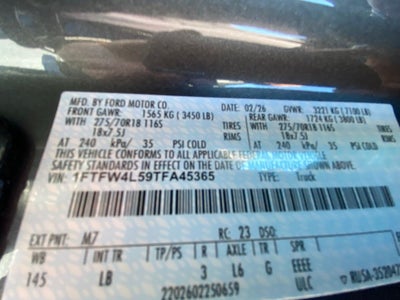 MFD. BY FORD MOTOR CO. DATE: 02/26 GVWR: 3221 KG (7100 LB)
FRONT GAWR: 1565 KG (3450 LB) REAR GAWR: 1724 KG (3800 LB)
WITH 275/70R18 116S TIRES WITH 275/70R18 116S TIRES
18x7.5J RIMS 18x7.5J RIMS
AT 240 kPa/ 35 PSI COLD AT 240 kPa/ 35 PSI COLD
THIS VEHICLE CONFORMS TO ALL APPLICABLE FEDERAL MOTOR VEHICLE
SAFETY STANDARDS IN EFFECT ON THE DATE OF MANUFACTURE SHOWN ABOVE.
VIN: 1FTFW4L59TFA45365 TYPE: Truck
EXT PNT: M7 RC: 23 DSO:
WB INT TR TP/PS R AXLE TR SPR
145 LB 3 L6 G EEEE
ULC
2202602250659